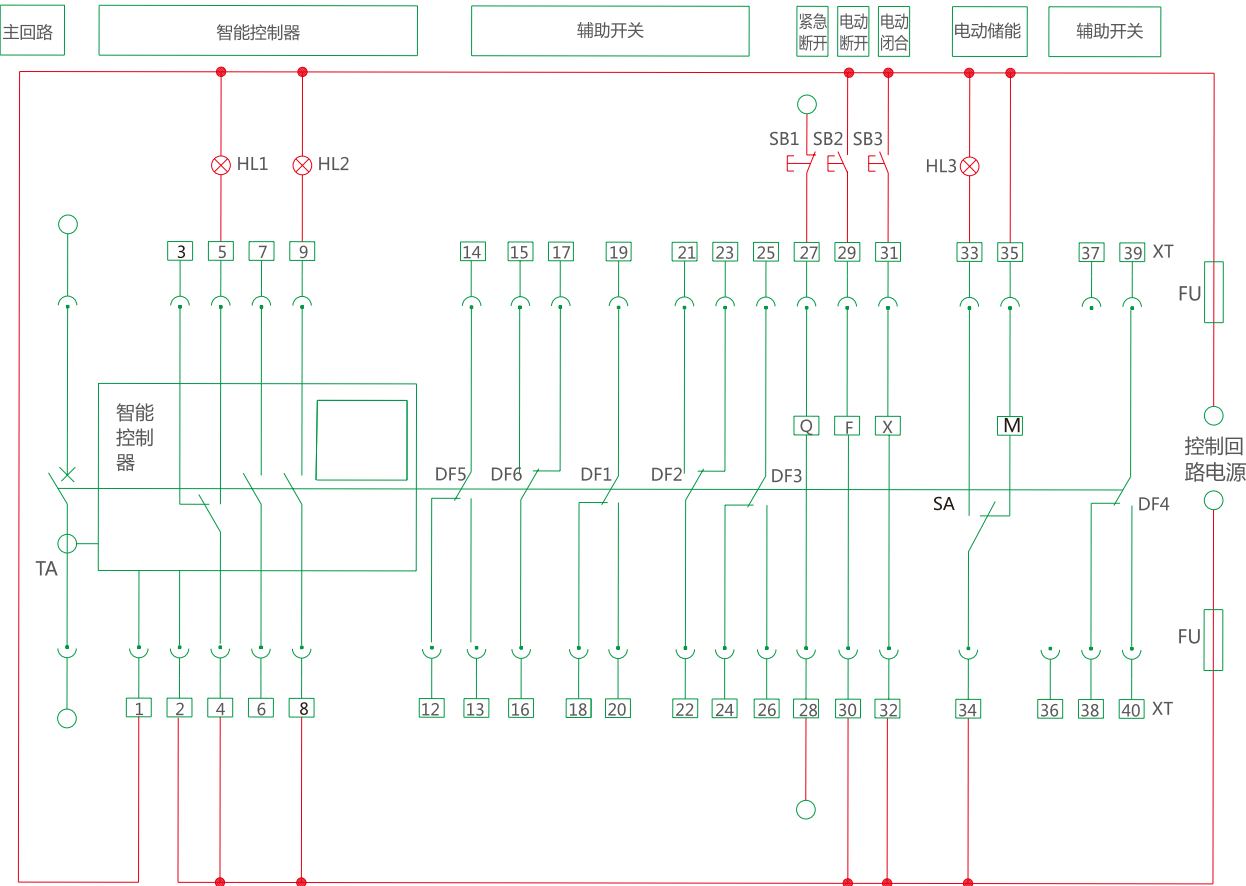 主回路
智能控制器
辅助开关
紧急
断开
电动
断开
电动
闭合
电动储能
辅助开关
SB1
SB2
SB3
HL1
HL2
HL3
3
5
7
9
14
15
17
19
21
23
25
27
29
31
33
35
37
39
XT
FU
智能
控制
器
Q
F
X
M
控制回
路电源
DF5
DF6
DF1
DF2
DF3
SA
DF4
TA
FU
1
2
4
6
8
12
13
16
18
20
22
24
26
28
30
32
34
36
38
40
XT